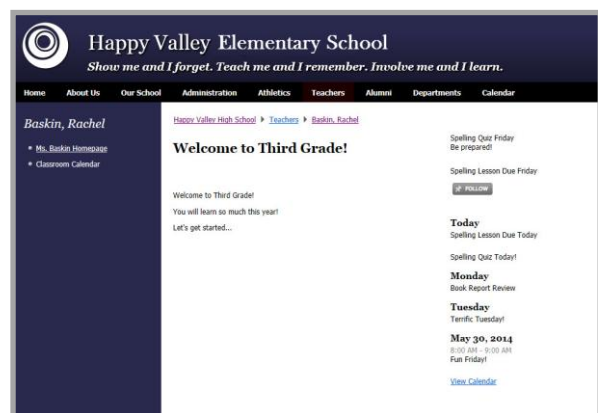 Happy Valley Elementary School
Show me and I forget. Teach me and I remember. Involve me and I learn.
Home About Us Our School Administration Athletics Teachers Alumni Departments Calendar
Baskin, Rachel
Ms. Baskin Homepage
Classroom Calendar
Happy Valley High School Teachers Baskin, Rachel
Welcome to Third Grade!
Welcome to Third Grade!
You will learn so much this year!
Let's get started...
Spelling Quiz Friday
Be prepared!
Spelling Lesson Due Friday
FOLLOW
Today
Spelling Lesson Due Today
Spelling Quiz Today!
Monday
Book Report Review
Tuesday
Terrific Tuesday!
May 30, 2014
8:00 AM - 9:00 AM
Fun Friday!
View Calendar